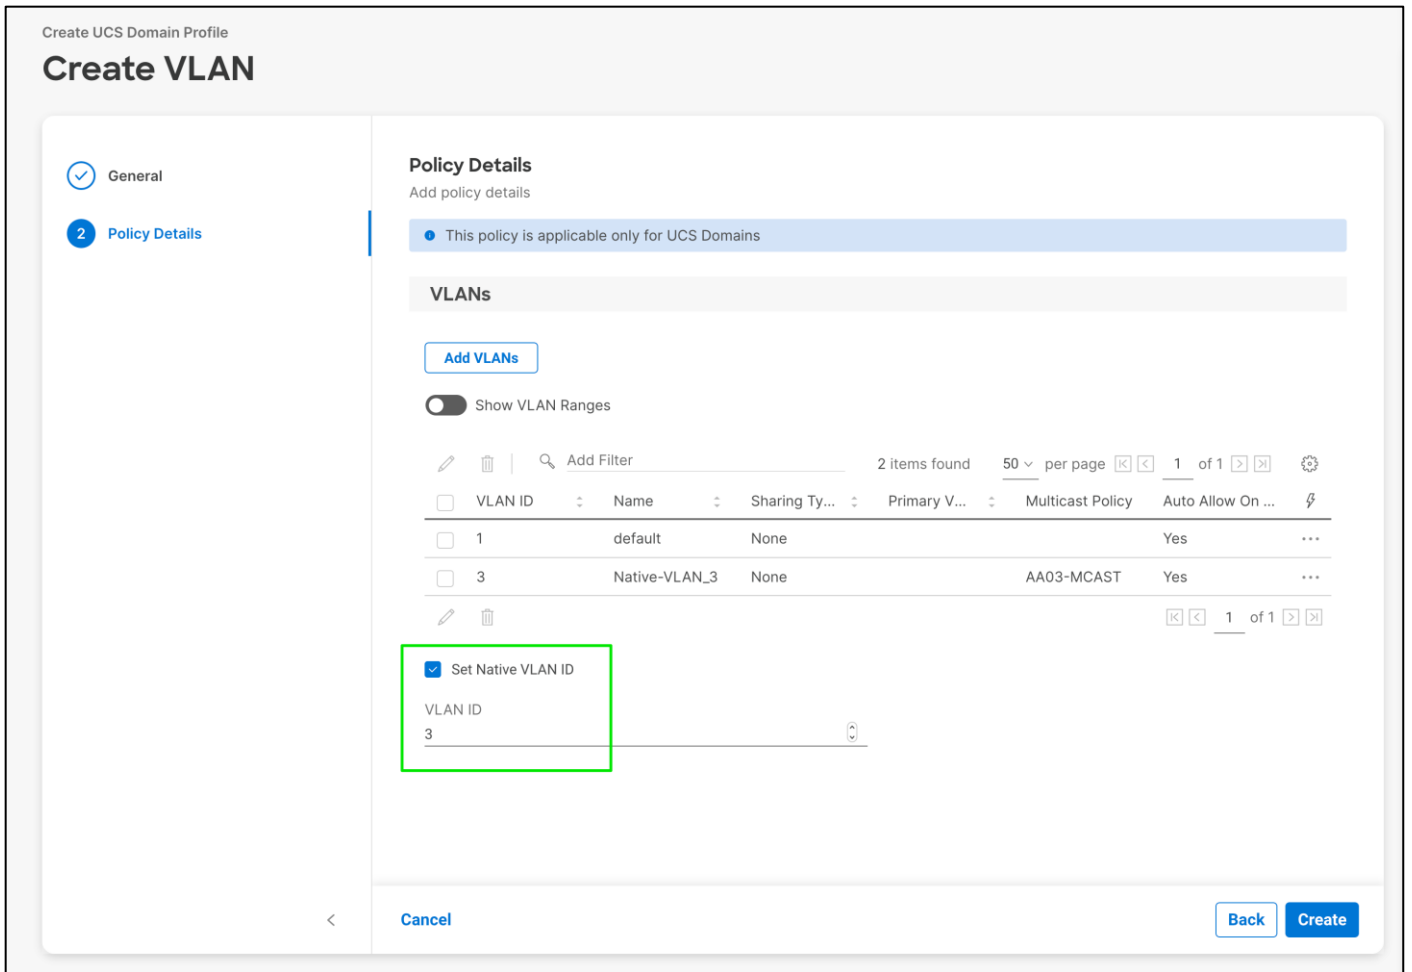 Create UCS Domain Profile
Create VLAN
General
2 Policy Details
Policy Details
Add policy details
This policy is applicable only for UCS Domains
VLANs
Add VLANs
Show VLAN Ranges
Add Filter 2 items found 50 per page 1 of 1
VLAN ID Name Sharing Ty... Primary V... Multicast Policy Auto Allow On ...
1 default None Yes ...
3 Native-VLAN_3 None AA03-MCAST Yes ...
1 of 1
Set Native VLAN ID
VLAN ID
3
Cancel Back Create